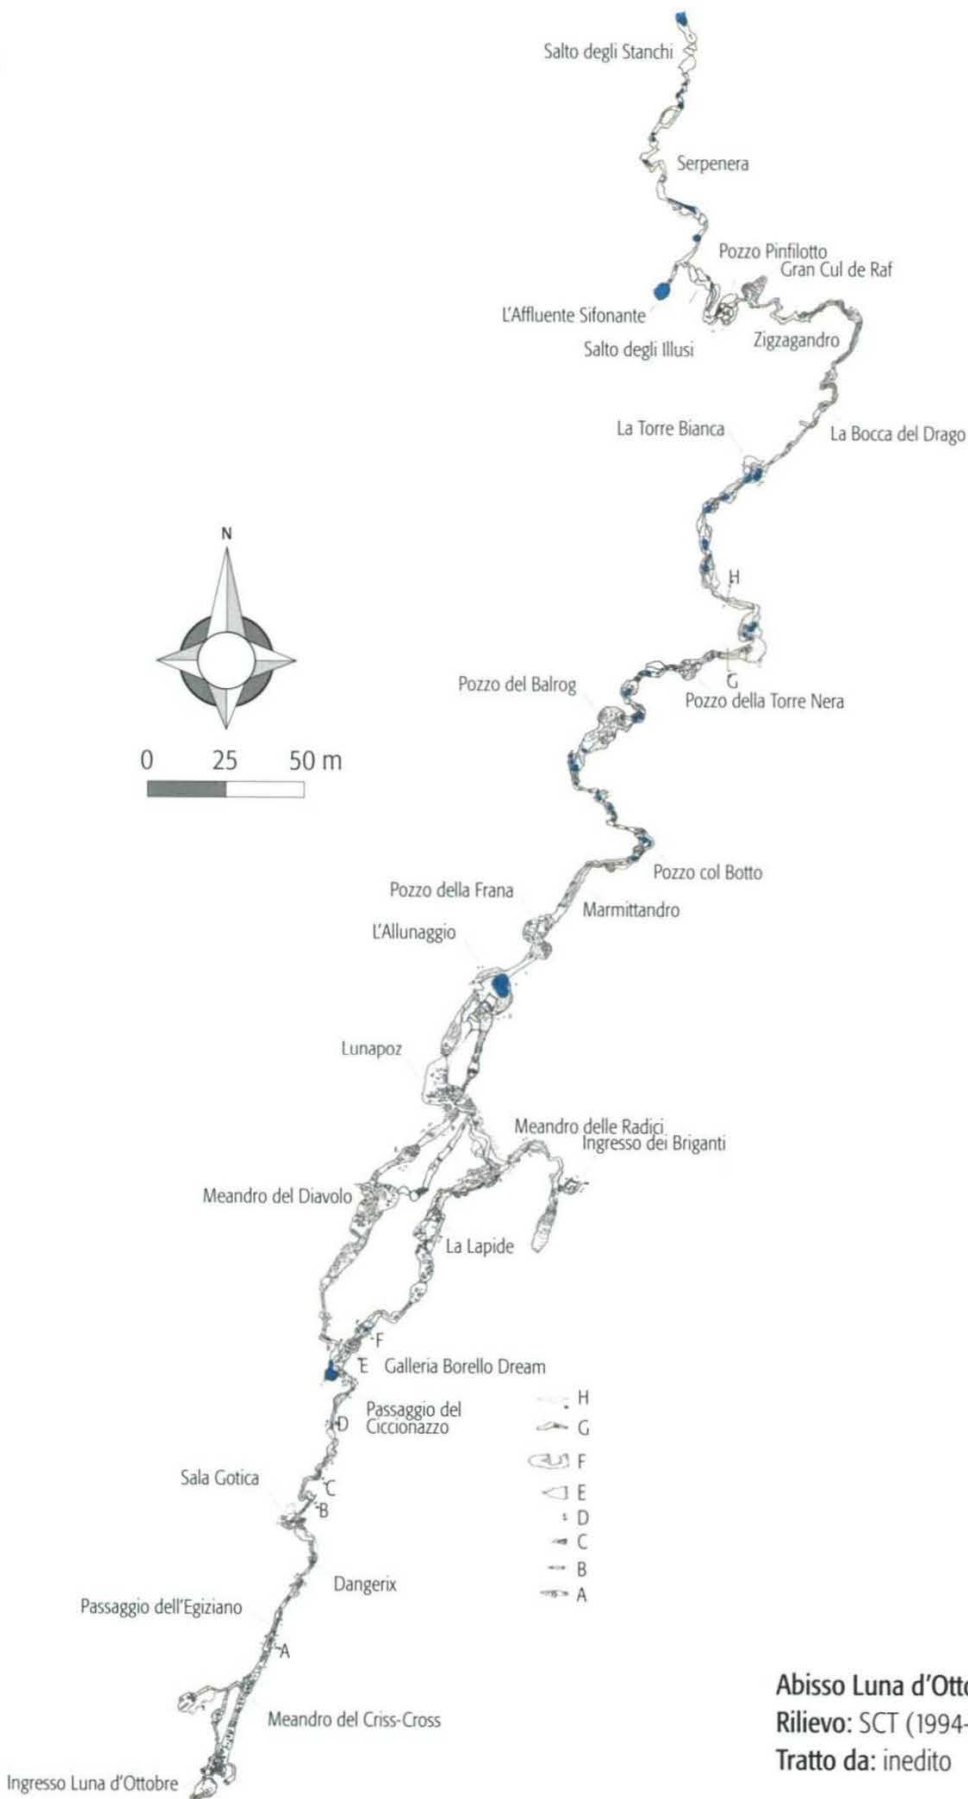 Salto degli Stanchi
Serpenera
Pozzo Pinfilotto
Gran Cul de Raf
L'Affluente Sifonante
Salto degli Illusi
Zigzagandro
La Torre Bianca
La Bocca del Drago
N
H
G
Pozzo del Balrog
Pozzo della Torre Nera
0 25 50 m
Pozzo col Botto
Pozzo della Frana
Marmittandro
L'Allunaggio
Lunapoz
Meandro delle Radici
Ingresso dei Briganti
Meandro del Diavolo
La Lapide
F
E Galleria Borello Dream
Passaggio del
Ciccionazzo
D
H
G
F
E
D
C
B
A
Sala Gotica
C
B
Dangerix
Passaggio dell'Egiziano
A
Meandro del Criss-Cross
Ingresso Luna d'Ottobre
Abisso Luna d'Otto
Rilievo: SCT (1994-
Tratto da: inedito